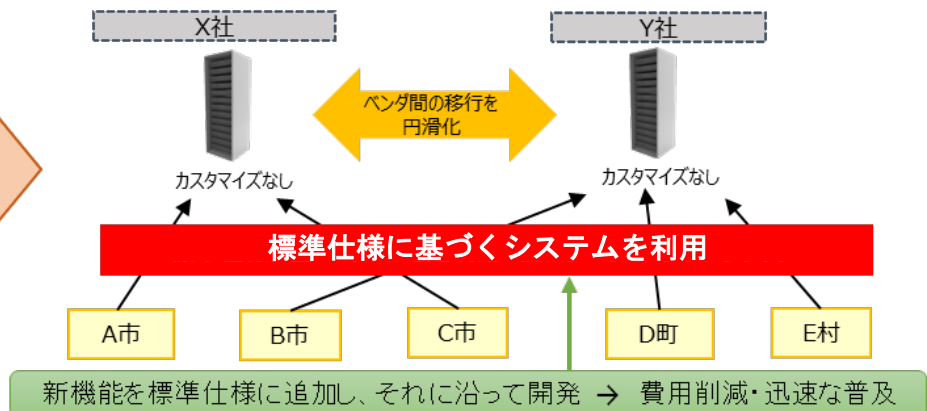 X社
Y社
ベンダ間の移行を
円滑化
カスタマイズなし
カスタマイズなし
標準仕様に基づくシステムを利用
A市
B市
C市
D町
E村
新機能を標準仕様に追加し、それに沿って開発 → 費用削減・迅速な普及